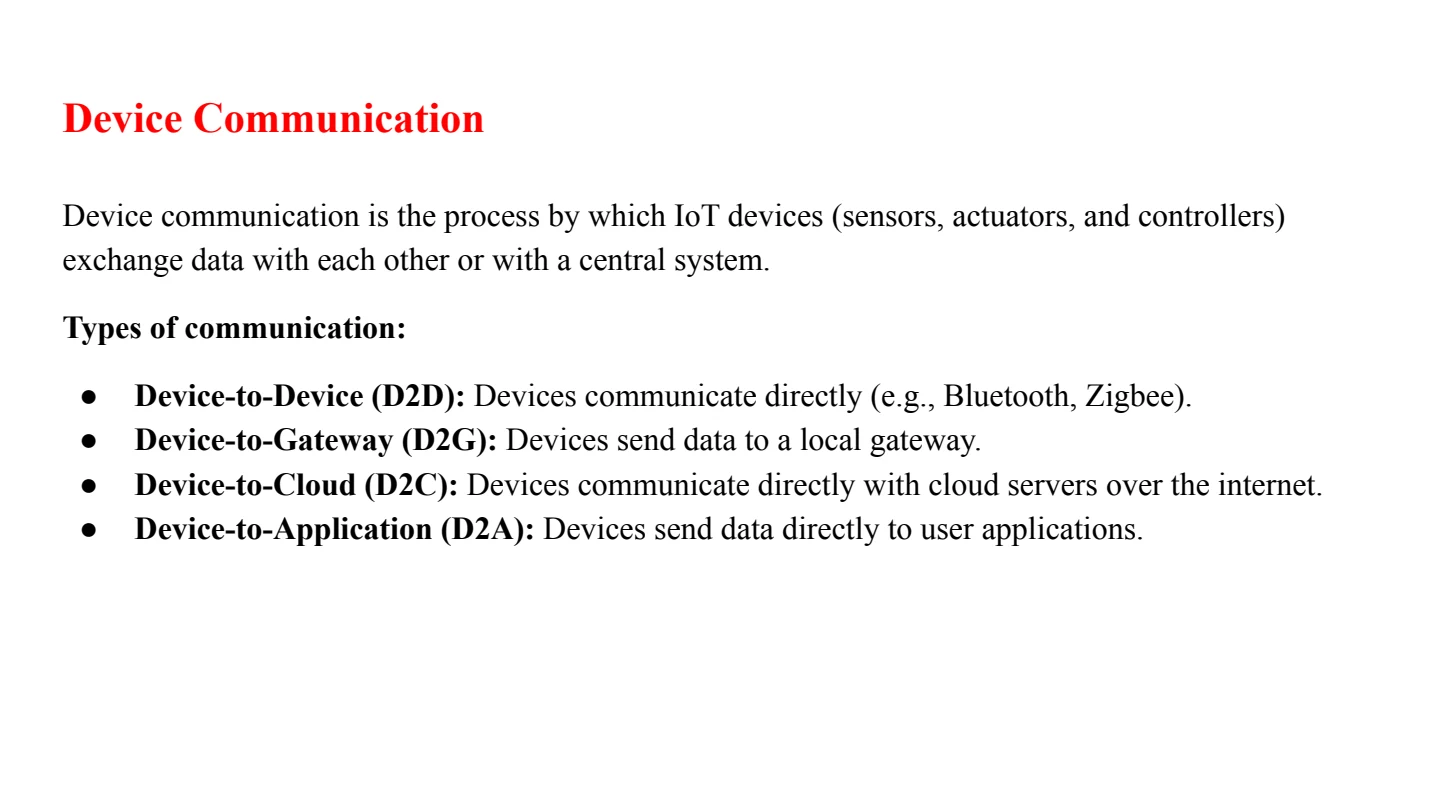 Device Communication
Device communication is the process by which IoT devices (sensors, actuators, and controllers)
exchange data with each other or with a central system.
Types of communication:
● Device-to-Device (D2D): Devices communicate directly (e.g., Bluetooth, Zigbee).
● Device-to-Gateway (D2G): Devices send data to a local gateway.
● Device-to-Cloud (D2C): Devices communicate directly with cloud servers over the internet.
● Device-to-Application (D2A): Devices send data directly to user applications.